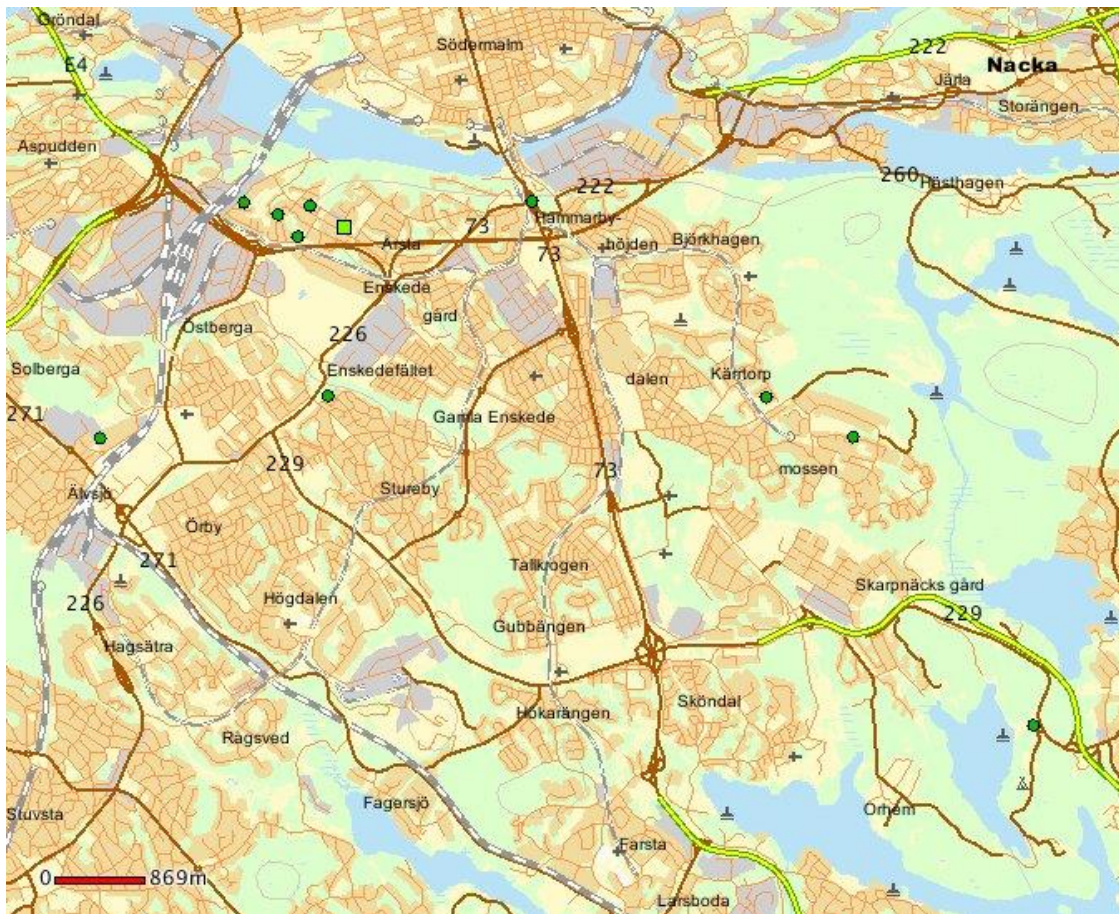 Gröndal
Södermalm
222
Nacka
E4
Järla
Storängen
Aspudden
222
260
Hästhagen
73
Hammarby-
Årsta
höjden
Björkhagen
73
Enskede
gård
226
Östberga
Solberga
Enskedefältet
dalen
Kärrtorp
271
Gamla Enskede
229
73
mossen
Älvsjö
Stureby
Örby
271
Tallkrogen
Skarpnäcks gård
226
Högdalen
229
Gubbängen
Hagsätra
Sköndal
Hökarängen
Rågsved
Stuvsta
Fagersjö
Orhem
Farsta
0
869m
Larsboda